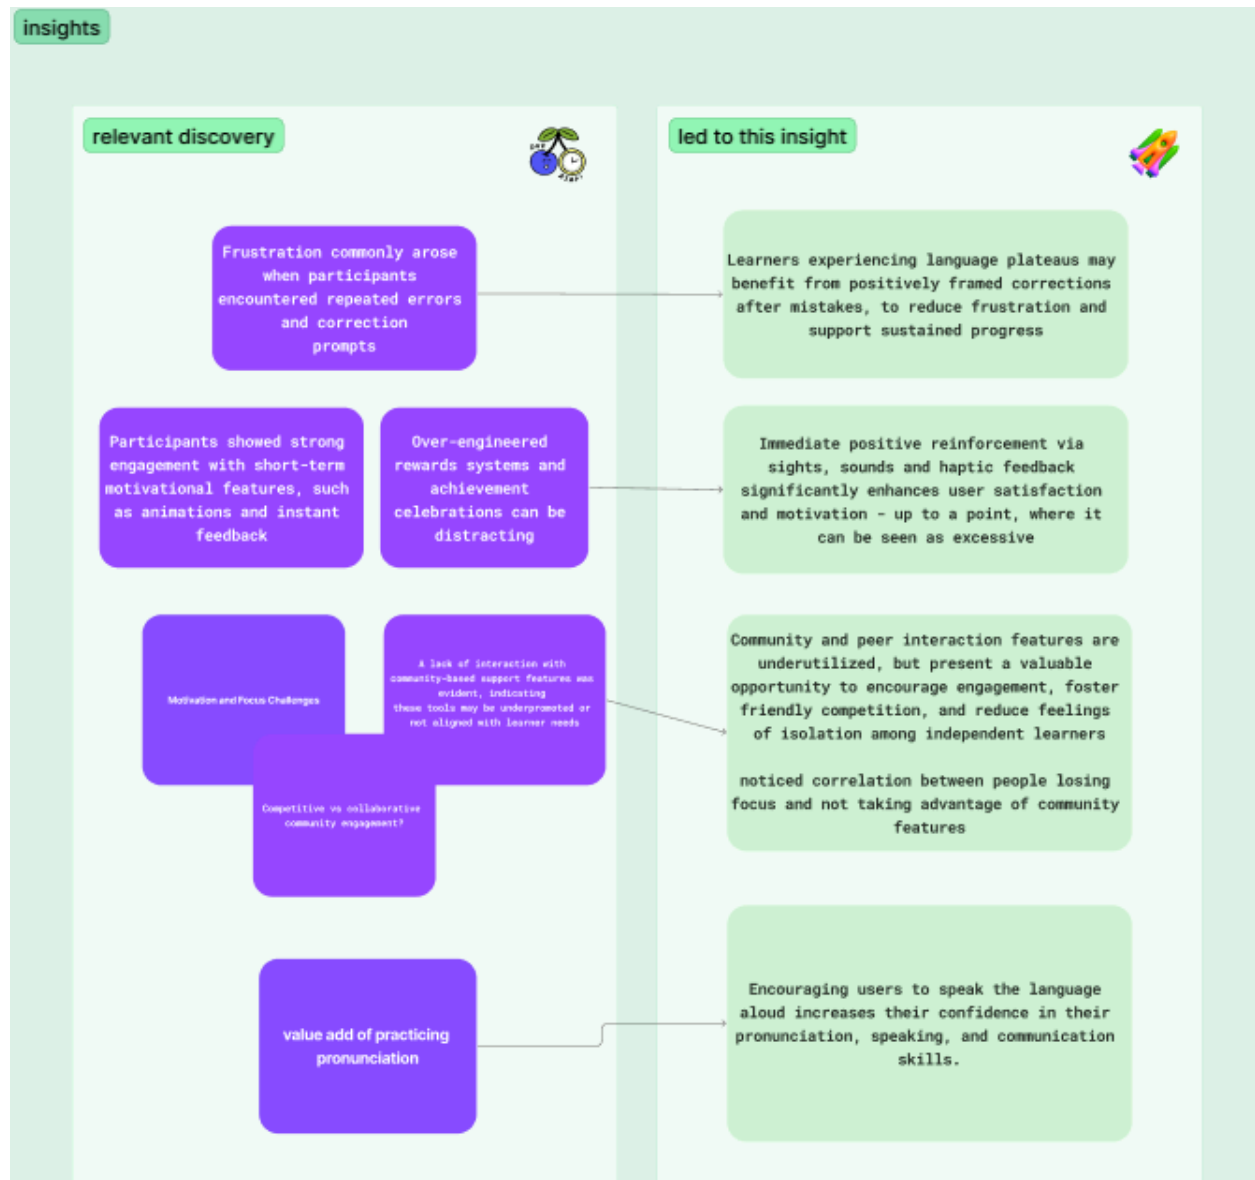 insights
relevant discovery
led to this insight
Frustration commonly arose
when participants
encountered repeated errors
and correction
prompts
Learners experiencing language plateaus may
benefit from positively framed corrections
after mistakes, to reduce frustration and
support sustained progress
Participants showed strong
engagement with short-term
motivational features, such
as animations and instant
feedback
Over-engineered
rewards systems and
achievement
celebrations can be
distracting
Immediate positive reinforcement via
sights, sounds and haptic feedback
significantly enhances user satisfaction
and motivation - up to a point, where it
can be seen as excessive
Motivation and Focus Challenges
A lack of interaction with
community-based support features was
evident, indicating
these tools may be underpromoted or
not aligned with learner needs
Competitive vs collaborative
community engagement?
Community and peer interaction features are
underutilized, but present a valuable
opportunity to encourage engagement, foster
friendly competition, and reduce feelings
of isolation among independent learners
noticed correlation between people losing
focus and not taking advantage of community
features
value add of practicing
pronunciation
Encouraging users to speak the language
aloud increases their confidence in their
pronunciation, speaking, and communication
skills.